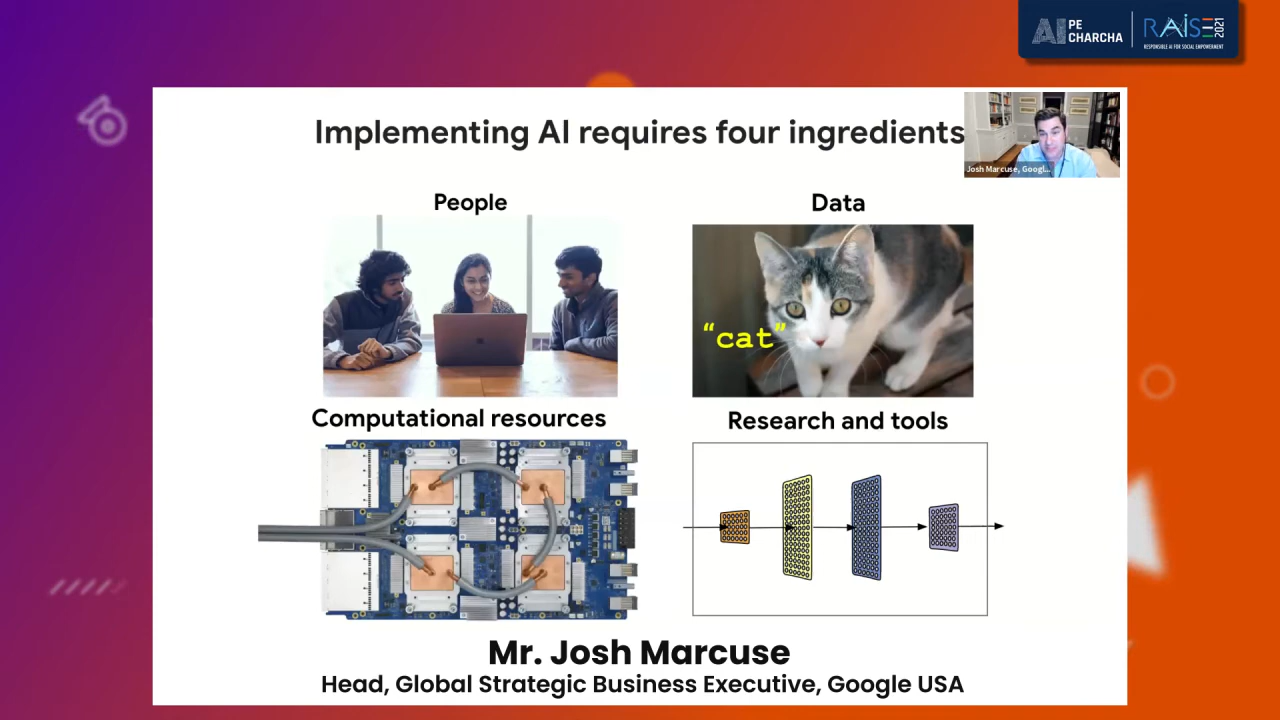 AI PE CHARCHA
RAISE 2021
RESPONSIBLE AI FOR SOCIAL EMPOWERMENT
Implementing AI requires four ingredients
Josh Marcuse, Googl...
People
Data
"cat"
Computational resources
Research and tools
Mr. Josh Marcuse
Head, Global Strategic Business Executive, Google USA